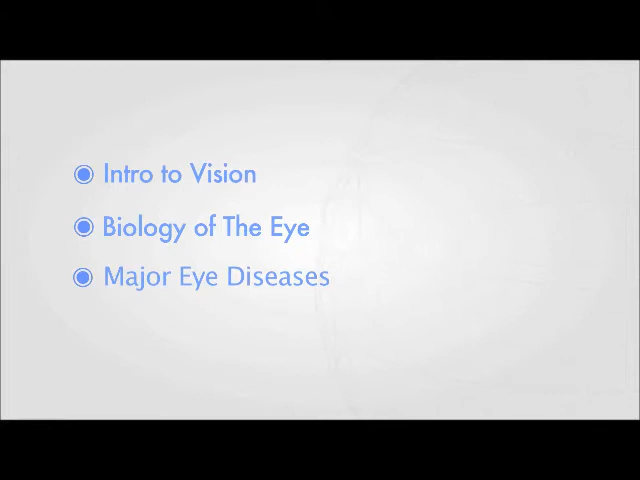 Intro to Vision
Biology of The Eye
Major Eye Diseases